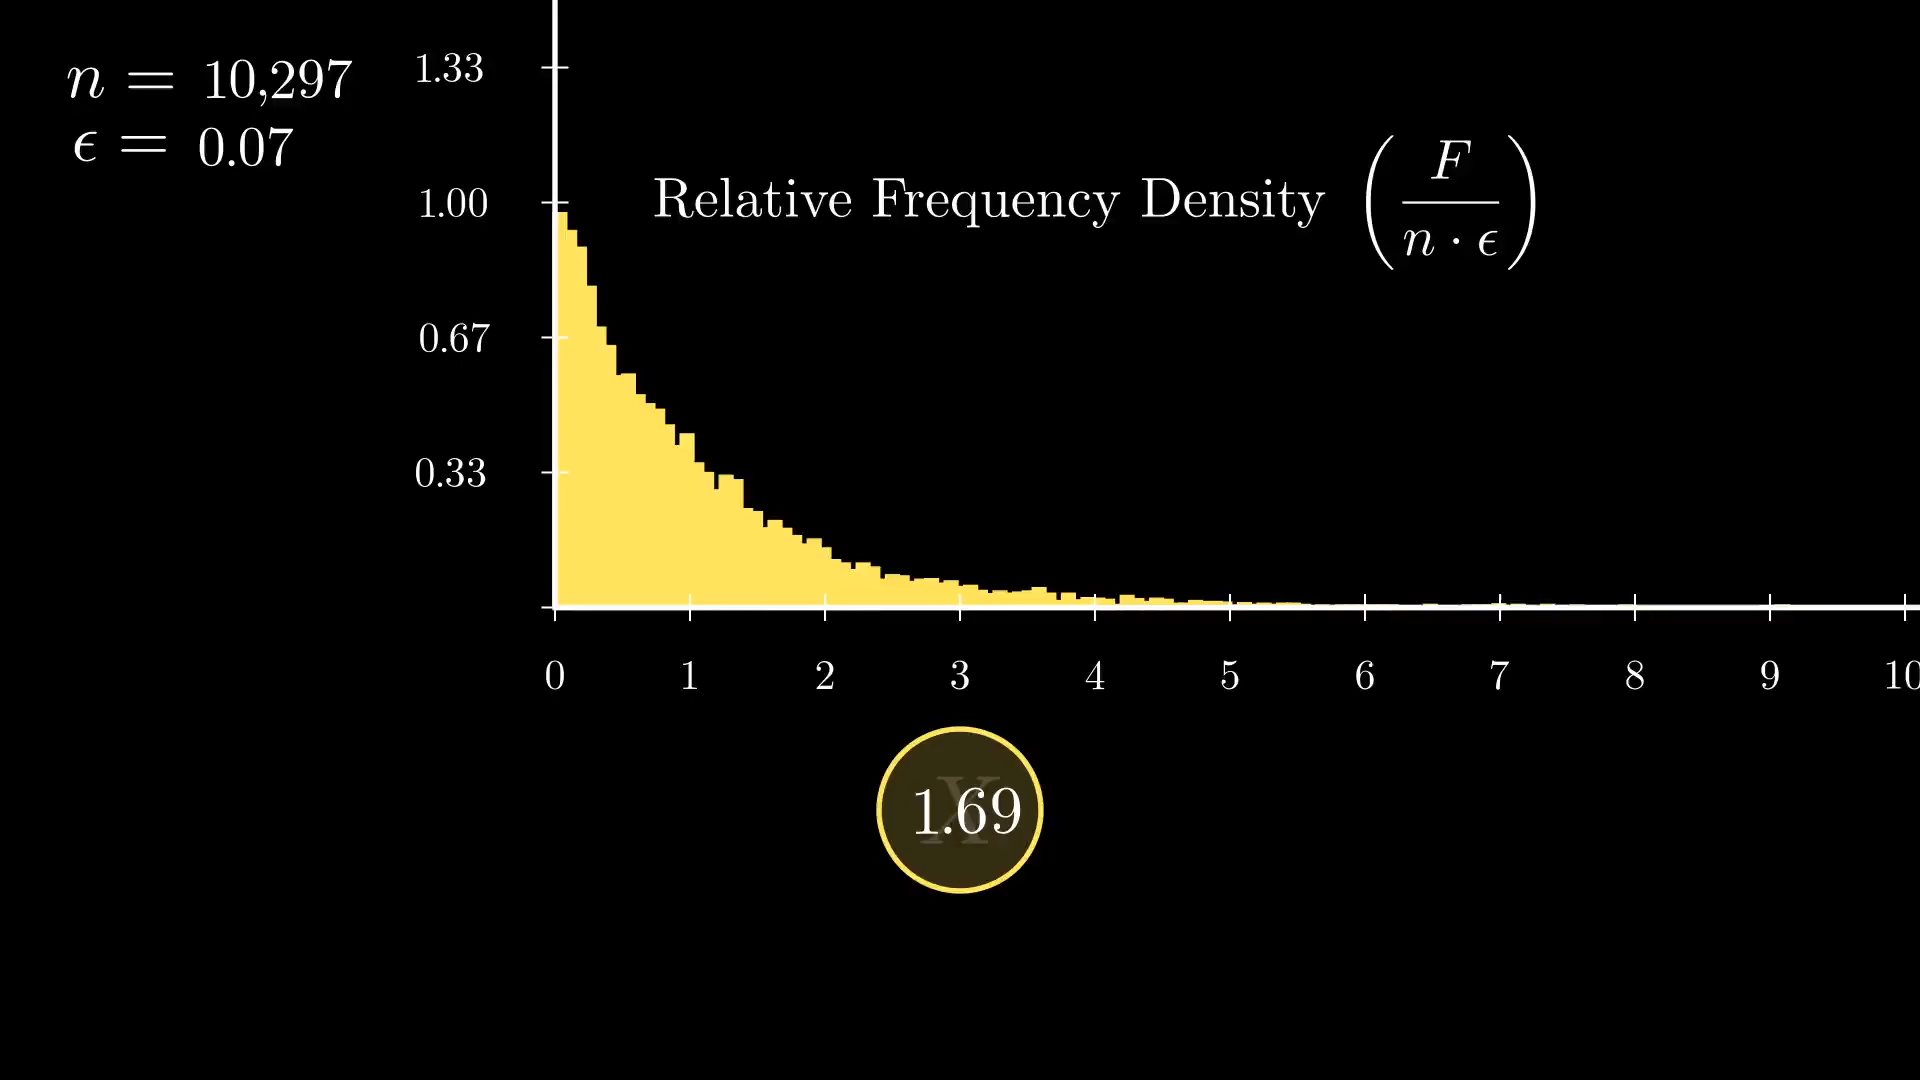 n = 10,297
ϵ = 0.07
1.33
1.00
0.67
0.33
Relative Frequency Density (F / n · ϵ)
0 1 2 3 4 5 6 7 8 9 10
X
1.69